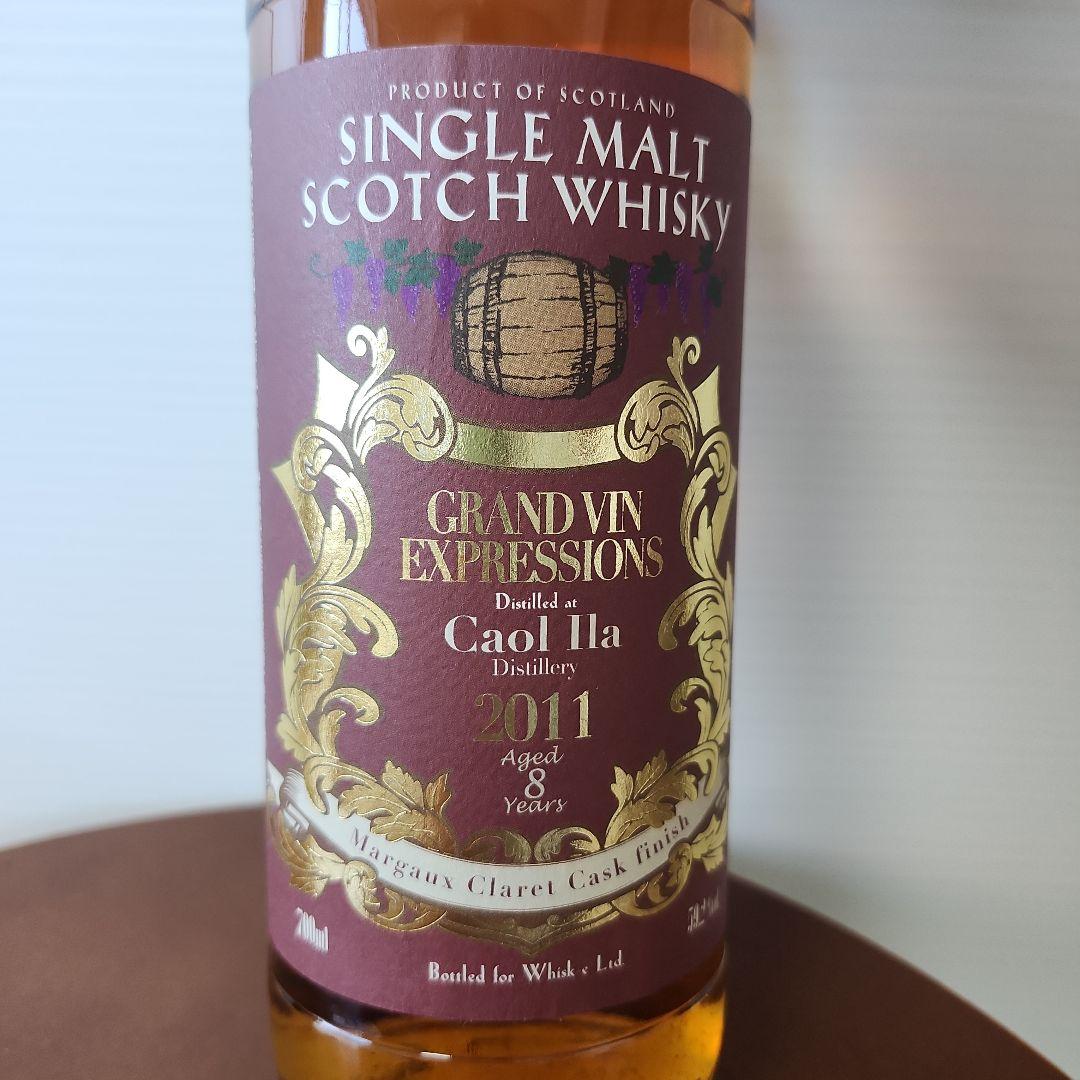 PRODUCT OF SCOTLAND
SINGLE MALT
SCOTCH WHISKY
GRAND VIN
EXPRESSIONS
Distilled at
Caol Ila
Distillery
2011
Aged
8
Years
Margaux Claret Cask finish
700ml
Bottled for Whisk e Ltd.